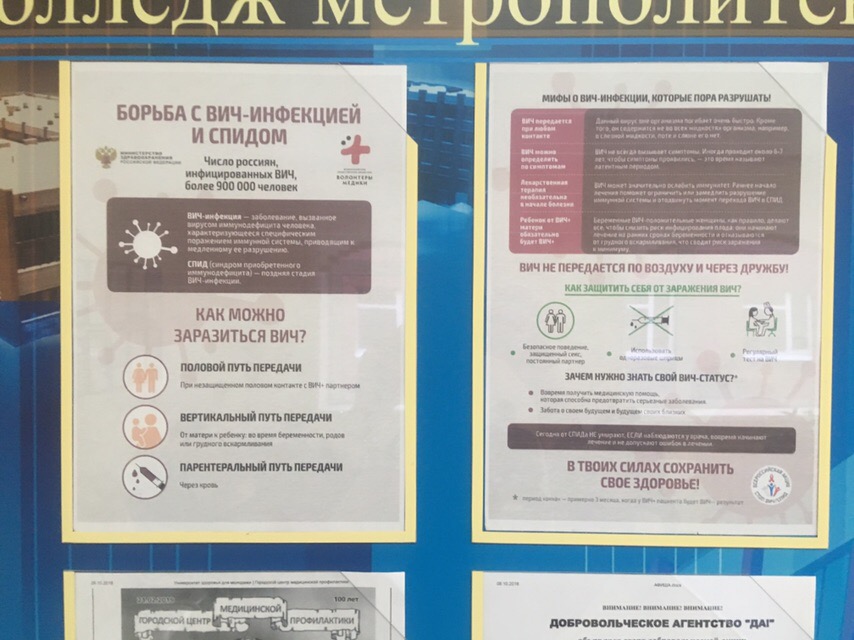 олледж метрополите
БОРЬБА С ВИЧ-ИНФЕКЦИЕЙ
И СПИДОМ
МИНИСТЕРСТВО
ЗДРАВООХРАНЕНИЯ
РОССИЙСКОЙ ФЕДЕРАЦИИ
Число россиян,
инфицированных ВИЧ,
более 900 000 человек
ВОЛОНТЕРЫ
МЕДИКИ
ВИЧ-инфекция — заболевание, вызванное
вирусом иммунодефицита человека,
характеризующееся специфическим
поражением иммунной системы, приводящим к
медленному ее разрушению.
СПИД (синдром приобретенного
иммунодефицита) — поздняя стадия
ВИЧ-инфекции.
КАК МОЖНО
ЗАРАЗИТЬСЯ ВИЧ?
ПОЛОВОЙ ПУТЬ ПЕРЕДАЧИ
При незащищенном половом контакте с ВИЧ+ партнером
ВЕРТИКАЛЬНЫЙ ПУТЬ ПЕРЕДАЧИ
От матери к ребенку: во время беременности, родов
или грудного вскармливания
ПАРЕНТЕРАЛЬНЫЙ ПУТЬ ПЕРЕДАЧИ
Через кровь
МИФЫ О ВИЧ-ИНФЕКЦИИ, КОТОРЫЕ ПОРА РАЗРУШАТЬ!
ВИЧ передается
при любом
контакте
Данный вирус вне организма погибает очень быстро. Кроме
того, он содержится не во всех жидкостях организма, например,
в слезной жидкости, поте и слюне его нет.
ВИЧ можно
определить
по симптомам
ВИЧ не всегда вызывает симптомы. Иногда проходит около 6-7
лет, чтобы симптомы проявились, — это время называют
латентным периодом.
Лекарственная
терапия
необязательна
в начале болезни
ВИЧ может значительно ослабить иммунитет. Раннее начало
лечения помогает ограничить или замедлить разрушение
иммунной системы и отодвинуть момент перехода ВИЧ в СПИД
Ребенок от ВИЧ+
матери
обязательно
будет ВИЧ+
Беременные ВИЧ-положительные женщины, как правило, делают
все, чтобы снизить риск инфицирования плода: они начинают
лечение на ранних сроках беременности и отказываются
от грудного вскармливания, что сводит риск заражения
к минимуму.
ВИЧ НЕ ПЕРЕДАЕТСЯ ПО ВОЗДУХУ И ЧЕРЕЗ ДРУЖБУ!
КАК ЗАЩИТИТЬ СЕБЯ ОТ ЗАРАЖЕНИЯ ВИЧ?
Безопасное поведение,
защищенный секс,
постоянный партнер
Использовать
одноразовые шприцы
Регулярный
тест на ВИЧ
ЗАЧЕМ НУЖНО ЗНАТЬ СВОЙ ВИЧ-СТАТУС?*
Вовремя получить медицинскую помощь,
которая способна предотвратить серьезные заболевания
Забота о своем будущем и будущем своих близких
Сегодня от СПИДа НЕ умирают, ЕСЛИ наблюдаются у врача, вовремя начинают
лечение и не допускают ошибок в лечении.
В ТВОИХ СИЛАХ СОХРАНИТЬ
СВОЕ ЗДОРОВЬЕ!
период «окна» — примерно 3 месяца, когда у ВИЧ+ пациента будет ВИЧ- результат
100 лет
ГОРОДСКОЙ ЦЕНТР
МЕДИЦИНСКОЙ
ПРОФИЛАКТИКИ
ВНИМАНИЕ! ВНИМАНИЕ! ВНИМАНИЕ!
ДОБРОВОЛЬЧЕСКОЕ АГЕНТСТВО "ДА!"